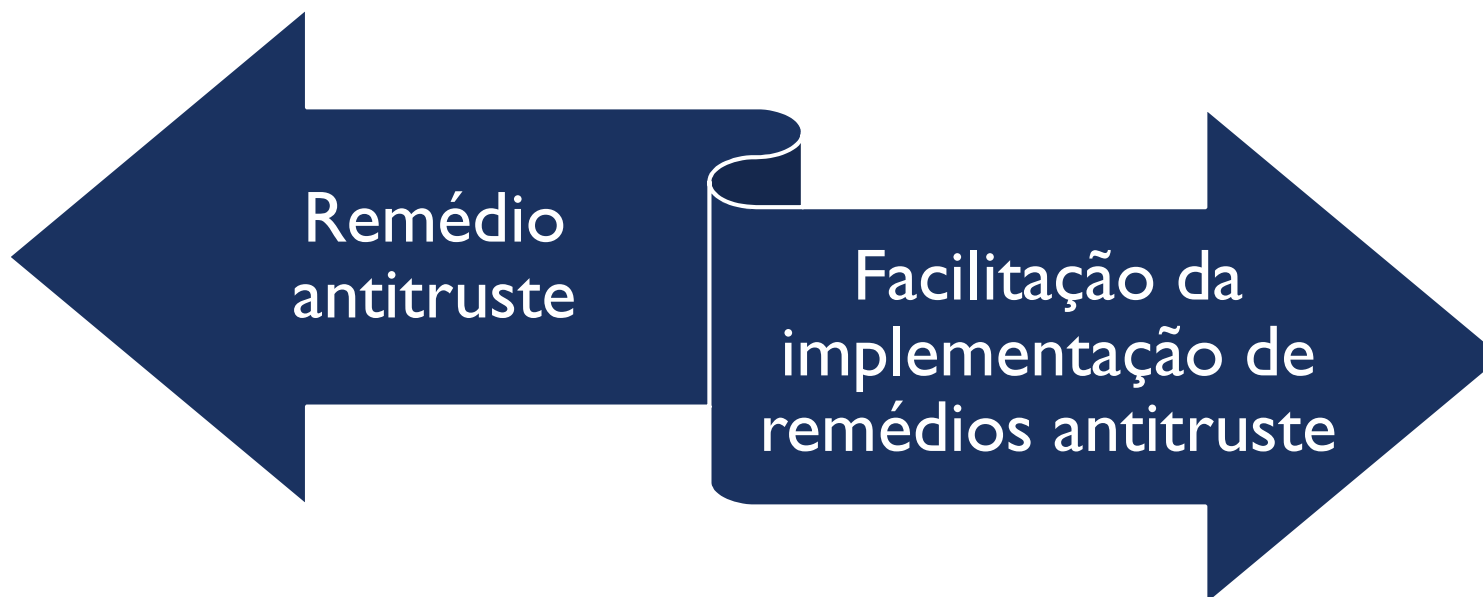 Remédio
antitruste
Facilitação da
implementação de
remédios antitruste